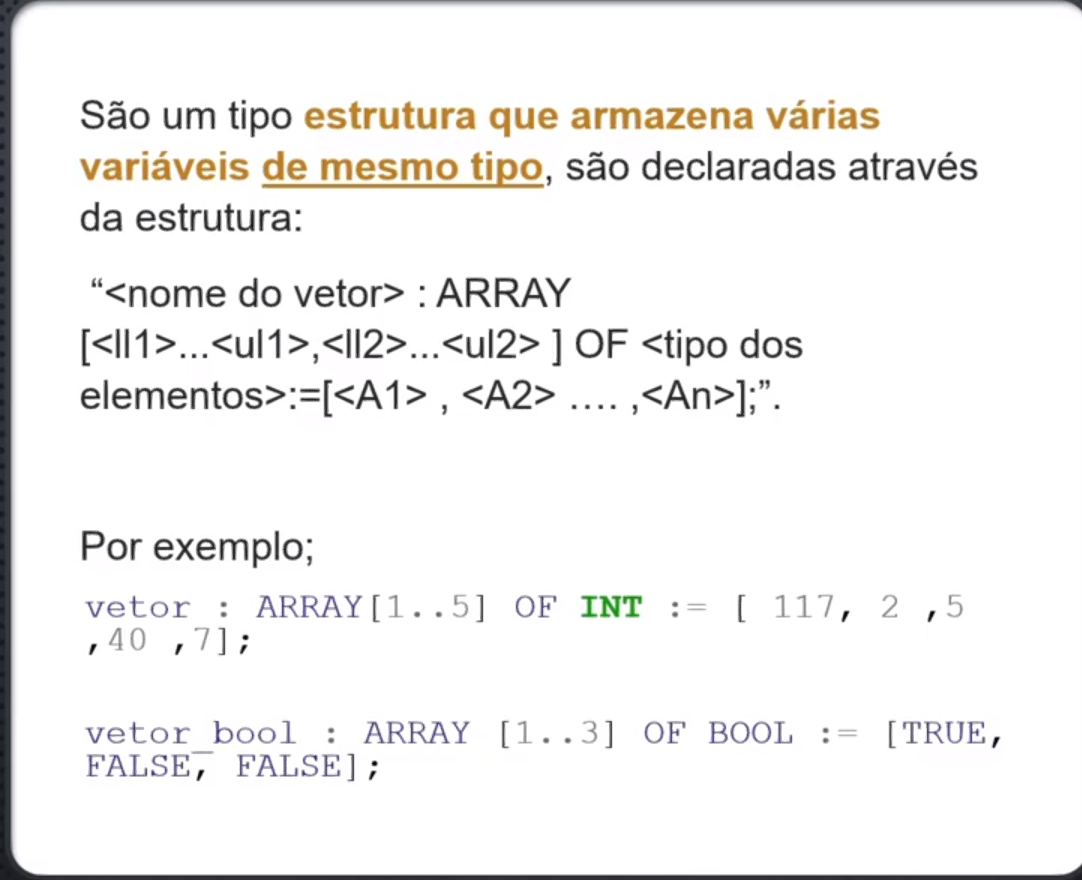 São um tipo estrutura que armazena várias
variáveis de mesmo tipo, são declaradas através
da estrutura:
“<nome do vetor> : ARRAY
[<ll1>...<ul1>,<ll2>...<ul2> ] OF <tipo dos
elementos>:=[<A1> , <A2> .... ,<An>];”.
Por exemplo;
vetor : ARRAY[1..5] OF INT := [ 117, 2 ,5
,40 ,7];
vetor_bool : ARRAY [1..3] OF BOOL := [TRUE,
FALSE, FALSE];